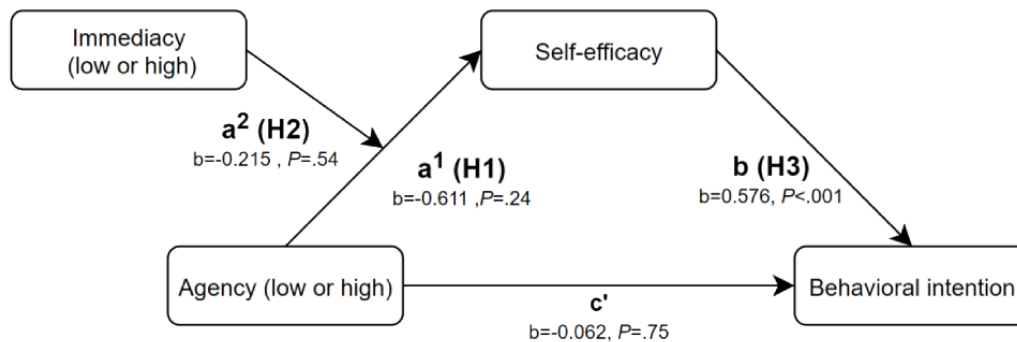 Immediacy
(low or high)
Self-efficacy
a² (H2)
b=-0.215 , P=.54
a¹ (H1)
b=-0.611 ,P=.24
b (H3)
b=0.576, P<.001
Agency (low or high)
c'
b=-0.062, P=.75
Behavioral intention